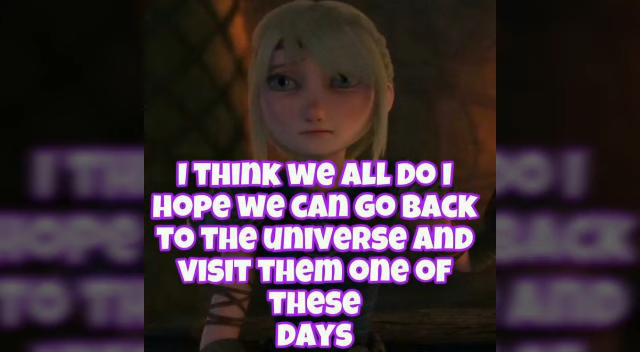 I THINK WE ALL DO I
HOPE WE CAN GO BACK
TO THE UNIVERSE AND
VISIT THEM ONE OF
THESE
DAYS